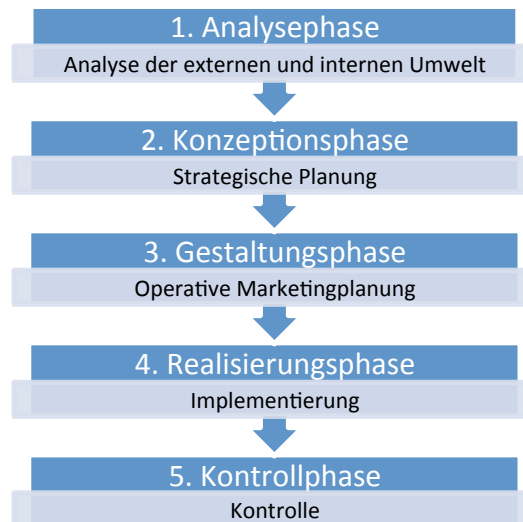 1. Analysephase
Analyse der externen und internen Umwelt
2. Konzeptionsphase
Strategische Planung
3. Gestaltungsphase
Operative Marketingplanung
4. Realisierungsphase
Implementierung
5. Kontrollphase
Kontrolle